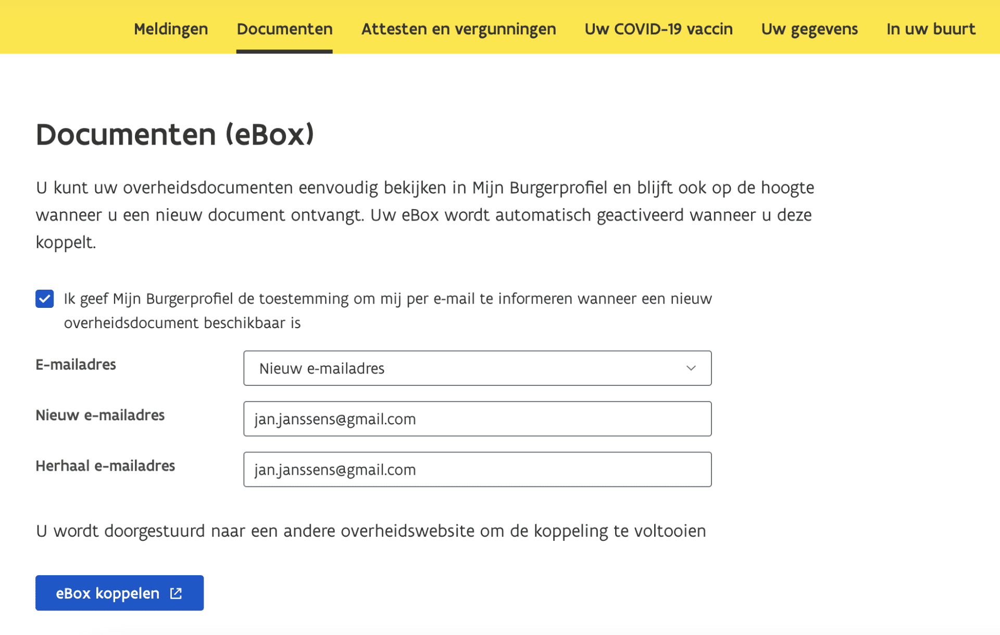 Meldingen Documenten Attesten en vergunningen Uw COVID-19 vaccin Uw gegevens In uw buurt
Documenten (eBox)
U kunt uw overheidsdocumenten eenvoudig bekijken in Mijn Burgerprofiel en blijft ook op de hoogte
wanneer u een nieuw document ontvangt. Uw eBox wordt automatisch geactiveerd wanneer u deze
koppelt.
Ik geef Mijn Burgerprofiel de toestemming om mij per e-mail te informeren wanneer een nieuw
overheidsdocument beschikbaar is
E-mailadres Nieuw e-mailadres
Nieuw e-mailadres jan.janssens@gmail.com
Herhaal e-mailadres jan.janssens@gmail.com
U wordt doorgestuurd naar een andere overheidswebsite om de koppeling te voltooien
eBox koppelen